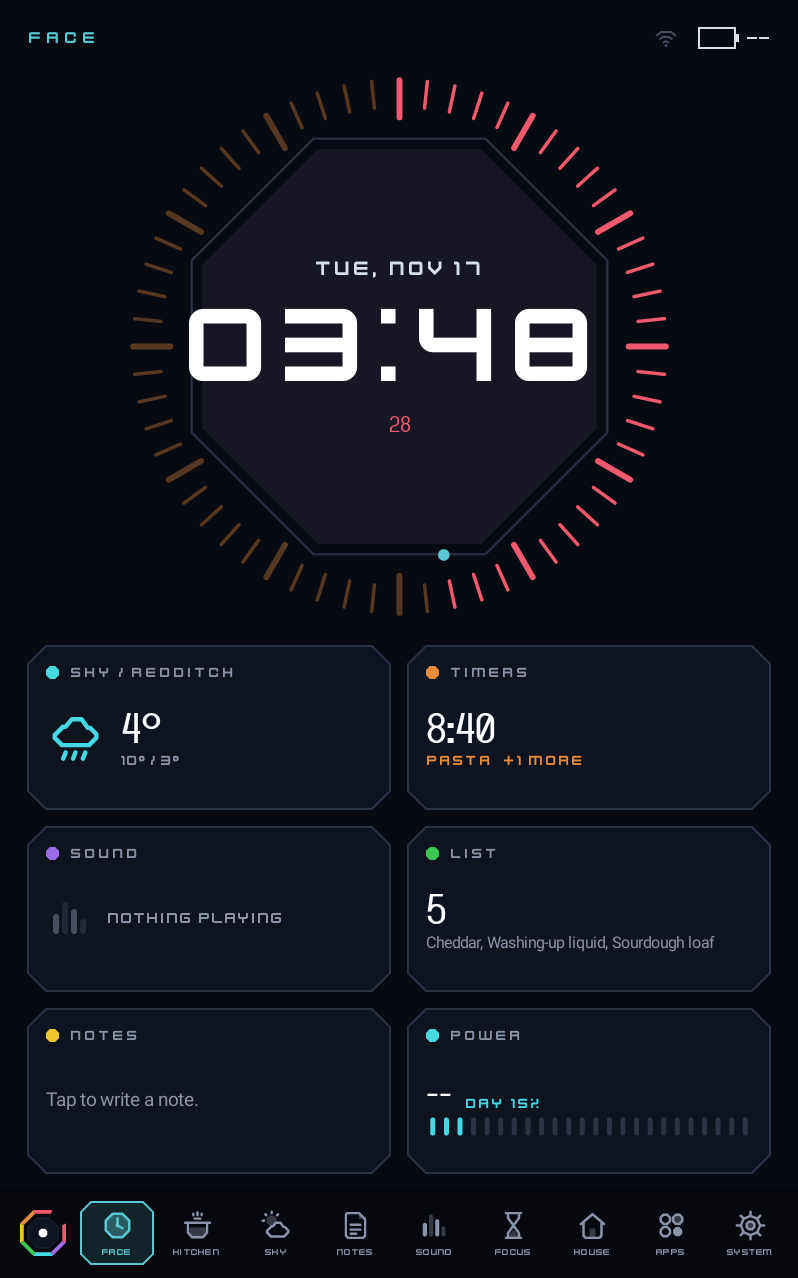 FACE
--
TUE, NOV 17
03:48
28
SKY / REDDITCH
4°
10° / 3°
TIMERS
8:40
PASTA +1 MORE
SOUND
NOTHING PLAYING
LIST
5
Cheddar, Washing-up liquid, Sourdough loaf
NOTES
Tap to write a note.
POWER
-- DAY 15%
FACE KITCHEN SKY NOTES SOUND FOCUS HOUSE APPS SYSTEM